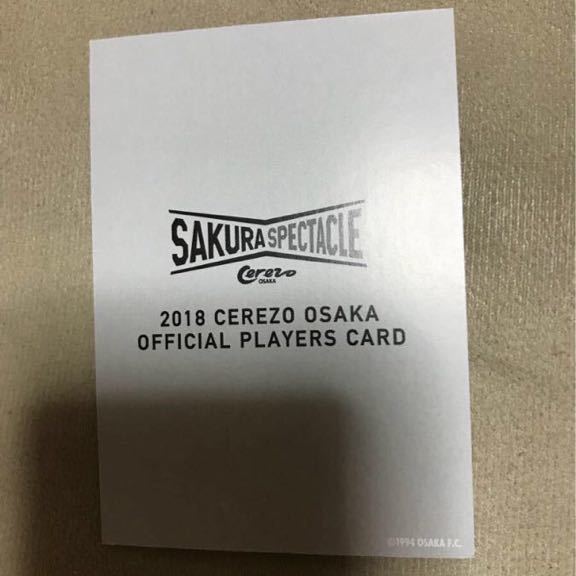 SAKURA SPECTACLE
Cerezo
OSAKA
2018 CEREZO OSAKA
OFFICIAL PLAYERS CARD
©1994 OSAKA F.C.